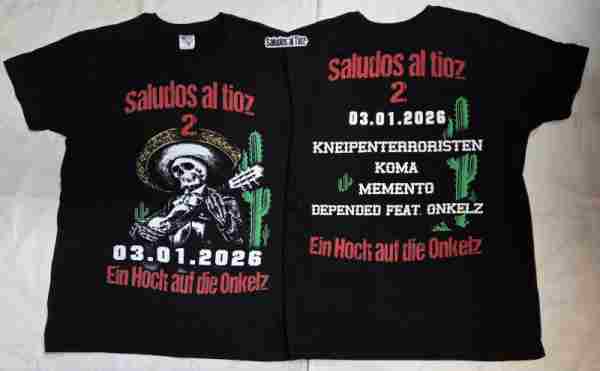 Saludos al tioz
2
03.01.2026
Ein Hoch auf die Onkelz
Saludos al Tioz
Saludos al tioz
2
03.01.2026
KNEIPENTERRORISTEN
KOMA
MEMENTO
DEPENDED FEAT. ONKELZ
Ein Hoch auf die Onkelz